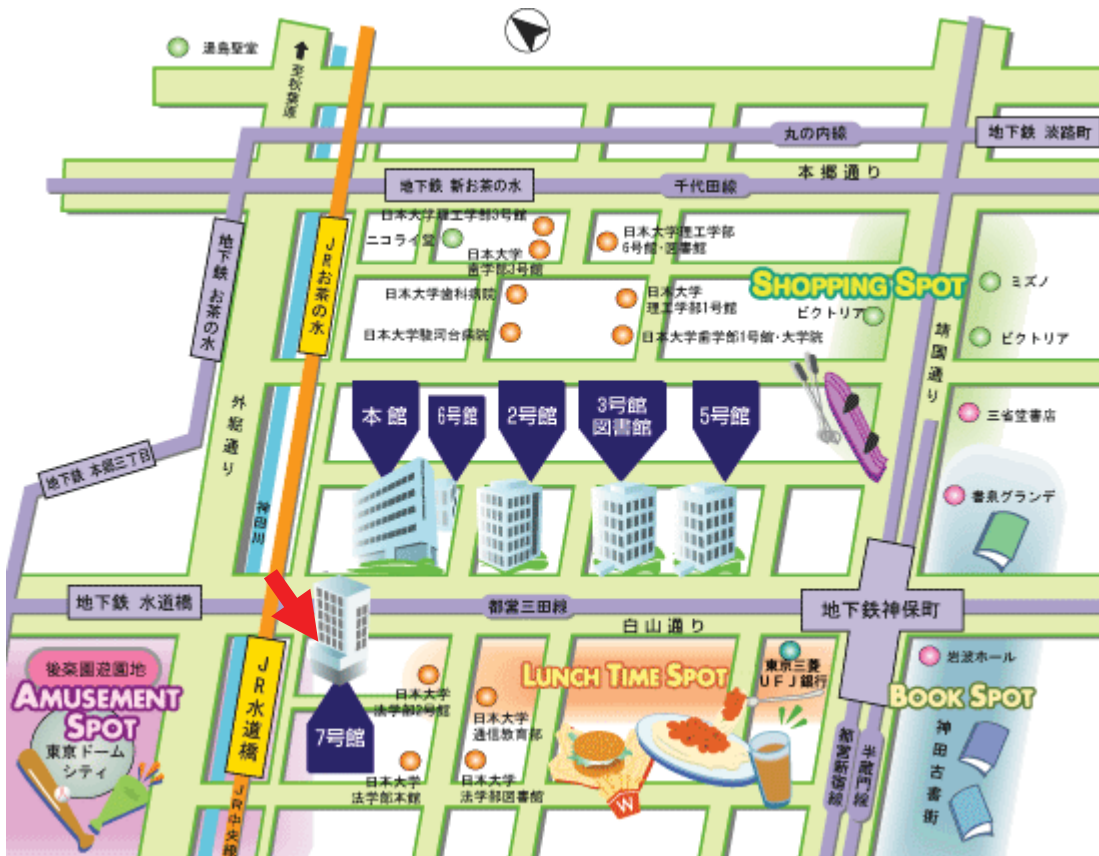 湯島聖堂
至秋葉原
丸の内線
地下鉄 淡路町
本郷通り
地下鉄 新お茶の水
千代田線
日本大学理工学部3号館
ニコライ堂
日本大学
歯学部3号館
日本大学理工学部
6号館・図書館
地下鉄 お茶の水
JRお茶の水
SHOPPING SPOT
ミズノ
ビクトリア
ビクトリア
日本大学歯科病院
日本大学
理工学部1号館
日本大学駿河台病院
日本大学歯学部1号館・大学院
靖国通り
外堀通り
本館
6号館
2号館
3号館
図書館
5号館
三省堂書店
地下鉄 本郷三丁目
書泉グランデ
神田川
地下鉄 水道橋
都営三田線
地下鉄神保町
白山通り
後楽園遊園地
AMUSEMENT
SPOT
東京ドーム
シティ
JR水道橋
7号館
日本大学
法学部2号館
日本大学
通信教育部
LUNCH TIME SPOT
東京三菱
UFJ銀行
岩波ホール
BOOK SPOT
日本大学
法学部本館
日本大学
法学部図書館
W
都営新宿線
半蔵門線
神田古書街
JR中央線